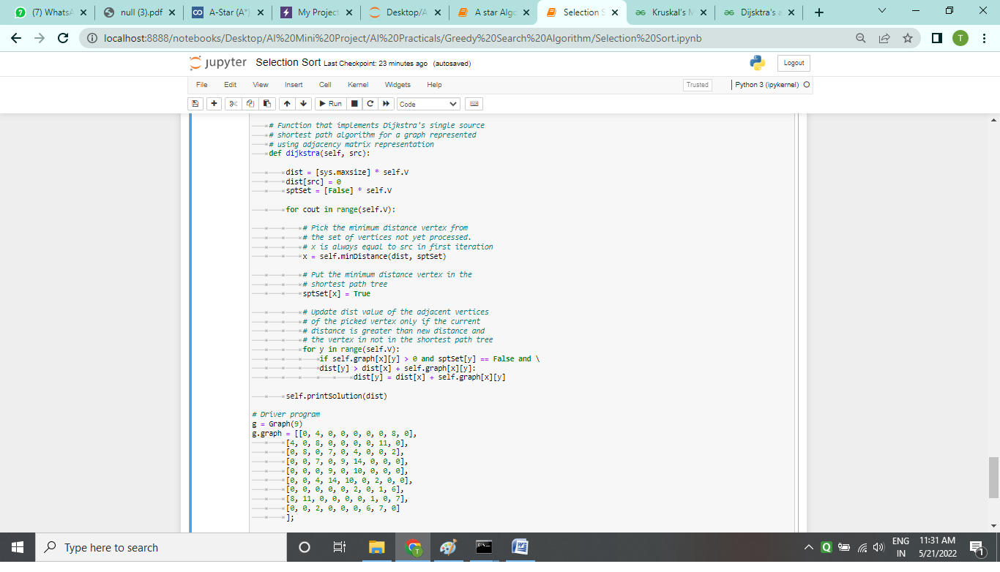 (7) WhatsA
null (3).pdf
A-Star (A*)
My Project
Desktop/A
A star Algo
Selection S
Kruskal's M
Dijsktra's a
localhost:8888/notebooks/Desktop/AI%20Mini%20Project/AI%20Practicals/Greedy%20Search%20Algorithm/Selection%20Sort.ipynb
T
jupyter Selection Sort Last Checkpoint: 23 minutes ago (autosaved)
Logout
File Edit View Insert Cell Kernel Widgets Help
Trusted
Python 3 (ipykernel)
Run
Code
# Function that implements Dijkstra's single source
# shortest path algorithm for a graph represented
# using adjacency matrix representation
def dijkstra(self, src):
dist = [sys.maxsize] * self.V
dist[src] = 0
sptSet = [False] * self.V
for cout in range(self.V):
# Pick the minimum distance vertex from
# the set of vertices not yet processed.
# x is always equal to src in first iteration
x = self.minDistance(dist, sptSet)
# Put the minimum distance vertex in the
# shortest path tree
sptSet[x] = True
# Update dist value of the adjacent vertices
# of the picked vertex only if the current
# distance is greater than new distance and
# the vertex in not in the shortest path tree
for y in range(self.V):
if self.graph[x][y] > 0 and sptSet[y] == False and \
dist[y] > dist[x] + self.graph[x][y]:
dist[y] = dist[x] + self.graph[x][y]
self.printSolution(dist)
# Driver program
g = Graph(9)
g.graph = [[0, 4, 0, 0, 0, 0, 0, 8, 0],
[4, 0, 8, 0, 0, 0, 0, 11, 0],
[0, 8, 0, 7, 0, 4, 0, 0, 2],
[0, 0, 7, 0, 9, 14, 0, 0, 0],
[0, 0, 0, 9, 0, 10, 0, 0, 0],
[0, 0, 4, 14, 10, 0, 2, 0, 0],
[0, 0, 0, 0, 0, 2, 0, 1, 6],
[8, 11, 0, 0, 0, 0, 1, 0, 7],
[0, 0, 2, 0, 0, 0, 6, 7, 0]
];
Type here to search
ENG
IN
11:31 AM
5/21/2022
1